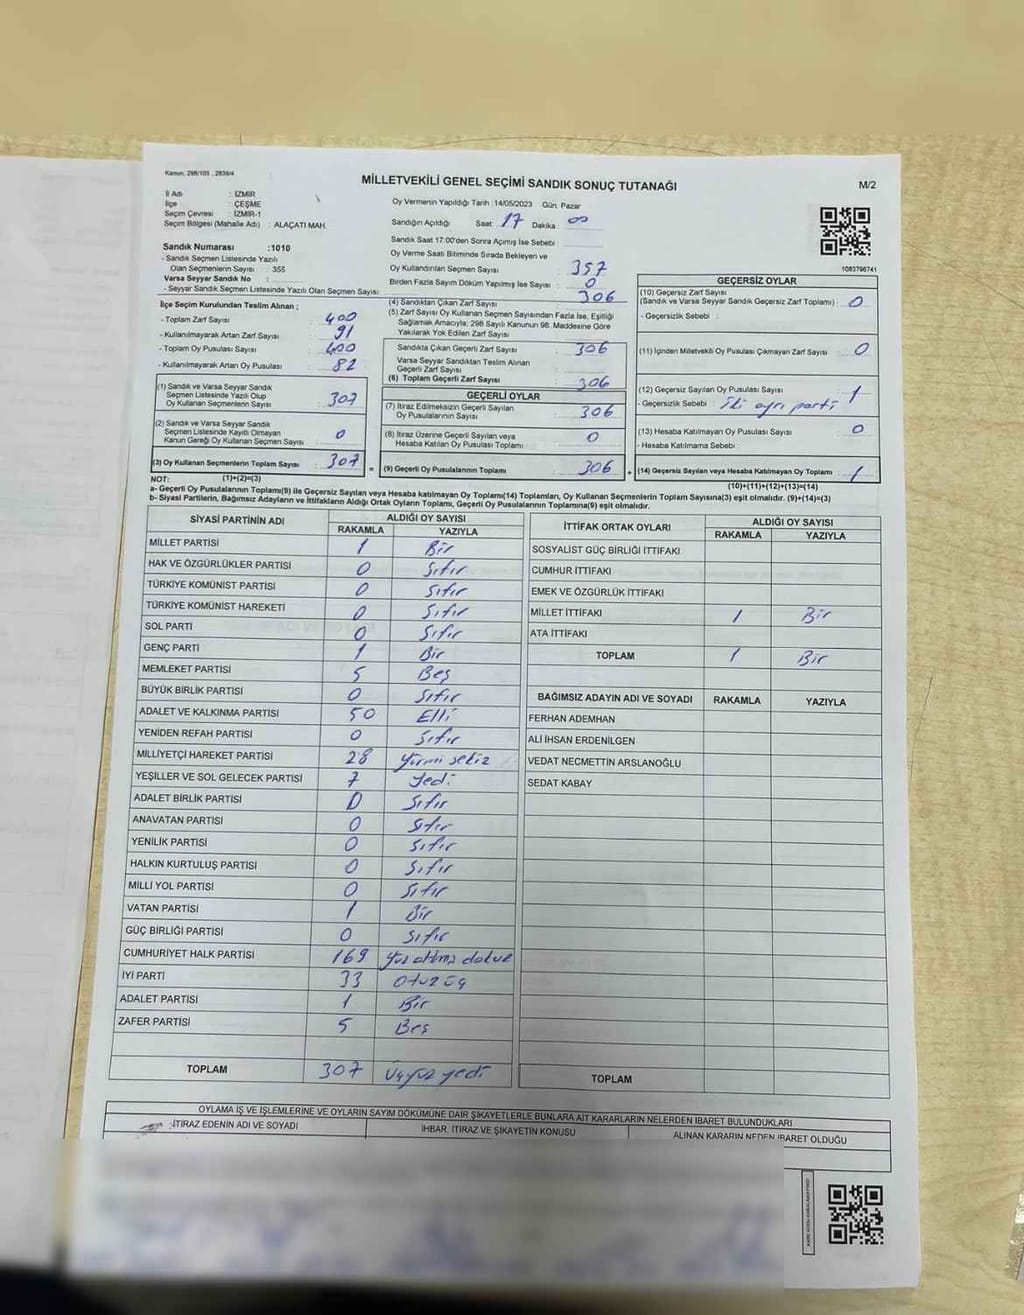 Kanun: 298/105 , 2839/4
MİLLETVEKİLİ GENEL SEÇİMİ SANDIK SONUÇ TUTANAĞI
M/2
İl Adı : İZMİR
İlçe : ÇEŞME
Seçim Çevresi : İZMİR-1
Seçim Bölgesi (Mahalle Adı) : ALAÇATI MAH.
Sandık Numarası :1010
- Sandık Seçmen Listesinde Yazılı
Olan Seçmenlerin Sayısı : 355
Varsa Seyyar Sandık No :
- Seyyar Sandık Seçmen Listesinde Yazılı Olan Seçmen Sayısı:
İlçe Seçim Kurulundan Teslim Alınan ;
- Toplam Zarf Sayısı : 400
- Kullanılmayarak Artan Zarf Sayısı : 91
- Toplam Oy Pusulası Sayısı : 400
- Kullanılmayarak Artan Oy Pusulası : 82
(1) Sandık ve Varsa Seyyar Sandık
Seçmen Listesinde Yazılı Olup
Oy Kullanan Seçmenlerin Sayısı : 307
(2) Sandık ve Varsa Seyyar Sandık
Seçmen Listesinde Kayıtlı Olmayan
Kanun Gereği Oy Kullanan Seçmen Sayısı : 0
(3) Oy Kullanan Seçmenlerin Toplam Sayısı : 307
(1)+(2)=(3)
Oy Vermenin Yapıldığı Tarih :14/05/2023 Gün: Pazar
Sandığın Açıldığı Saat: 17 Dakika : 00
Sandık Saat 17:00'den Sonra Açımış İse Sebebi :
Oy Verme Saati Bitiminde Sırada Bekleyen ve
Oy Kullandırılan Seçmen Sayısı : 357
Birden Fazla Sayım Döküm Yapılmış İse Sayısı : 0
(4) Sandıktan Çıkan Zarf Sayısı : 306
(5) Zarf Sayısı Oy Kullanan Seçmen Sayısından Fazla İse, Eşitliği
Sağlamak Amacıyla; 298 Sayılı Kanunun 98. Maddesine Göre
Yakılarak Yok Edilen Zarf Sayısı :
Sandıkta Çıkan Geçerli Zarf Sayısı : 306
Varsa Seyyar Sandıktan Teslim Alınan
Geçerli Zarf Sayısı :
(6) Toplam Geçerli Zarf Sayısı : 306
GEÇERLİ OYLAR
(7) İtiraz Edilmeksizin Geçerli Sayılan
Oy Pusulalarının Sayısı : 306
(8) İtiraz Üzerine Geçerli Sayılan veya
Hesaba Katılan Oy Pusulası Toplamı : 0
= (9) Geçerli Oy Pusulalarının Toplamı : 306
1083796741
GEÇERSİZ OYLAR
(10) Geçersiz Zarf Sayısı
(Sandık ve Varsa Seyyar Sandık Geçersiz Zarf Toplamı) : 0
- Geçersizlik Sebebi :
(11) İçinden Milletvekili Oy Pusulası Çıkmayan Zarf Sayısı : 0
(12) Geçersiz Sayılan Oy Pusulası Sayısı : 1
- Geçersizlik Sebebi : İki ayrı parti
(13) Hesaba Katılmayan Oy Pusulası Sayısı : 0
- Hesaba Katılmama Sebebi :
+ (14) Geçersiz Sayılan veya Hesaba Katılmayan Oy Toplamı : 1
(10)+(11)+(12)+(13)=(14)
NOT:
a- Geçerli Oy Pusulalarının Toplamı(9) ile Geçersiz Sayılan veya Hesaba katılmayan Oy Toplamı(14) Toplamları, Oy Kullanan Seçmenlerin Toplam Sayısına(3) eşit olmalıdır. (9)+(14)=(3)
b- Siyasi Partilerin, Bağımsız Adayların ve İttifakların Aldığı Ortak Oyların Toplamı, Geçerli Oy Pusulalarının Toplamına(9) eşit olmalıdır.
SİYASİ PARTİNİN ADI ALDIĞI OY SAYISI
RAKAMLA YAZIYLA
MİLLET PARTİSİ 1 Bir
HAK VE ÖZGÜRLÜKLER PARTİSİ 0 Sıfır
TÜRKİYE KOMÜNİST PARTİSİ 0 Sıfır
TÜRKİYE KOMÜNİST HAREKETİ 0 Sıfır
SOL PARTİ 0 Sıfır
GENÇ PARTİ 1 Bir
MEMLEKET PARTİSİ 5 Beş
BÜYÜK BİRLİK PARTİSİ 0 Sıfır
ADALET VE KALKINMA PARTİSİ 50 Elli
YENİDEN REFAH PARTİSİ 0 Sıfır
MİLLİYETÇİ HAREKET PARTİSİ 28 Yirmi sekiz
YEŞİLLER VE SOL GELECEK PARTİSİ 7 Yedi
ADALET BİRLİK PARTİSİ 0 Sıfır
ANAVATAN PARTİSİ 0 Sıfır
YENİLİK PARTİSİ 0 Sıfır
HALKIN KURTULUŞ PARTİSİ 0 Sıfır
MİLLİ YOL PARTİSİ 0 Sıfır
VATAN PARTİSİ 1 Bir
GÜÇ BİRLİĞİ PARTİSİ 0 Sıfır
CUMHURİYET HALK PARTİSİ 169 Yüz altmış dokuz
İYİ PARTİ 33 Otuz üç
ADALET PARTİSİ 1 Bir
ZAFER PARTİSİ 5 Beş
TOPLAM 307 Üçyüz yedi
İTTİFAK ORTAK OYLARI ALDIĞI OY SAYISI
RAKAMLA YAZIYLA
SOSYALİST GÜÇ BİRLİĞİ İTTİFAKI
CUMHUR İTTİFAKI
EMEK VE ÖZGÜRLÜK İTTİFAKI
MİLLET İTTİFAKI 1 Bir
ATA İTTİFAKI
TOPLAM 1 Bir
BAĞIMSIZ ADAYIN ADI VE SOYADI RAKAMLA YAZIYLA
FERHAN ADEMHAN
ALİ İHSAN ERDENİLGEN
VEDAT NECMETTİN ARSLANOĞLU
SEDAT KABAY
TOPLAM
OYLAMA İŞ VE İŞLEMLERİNE VE OYLARIN SAYIM DÖKÜMÜNE DAİR ŞİKAYETLERLE BUNLARA AİT KARARLARIN NELERDEN İBARET BULUNDUKLARI
İTİRAZ EDENİN ADI VE SOYADI İHBAR, İTİRAZ VE ŞİKAYETİN KONUSU ALINAN KARARIN NEDEN İBARET OLDUĞU